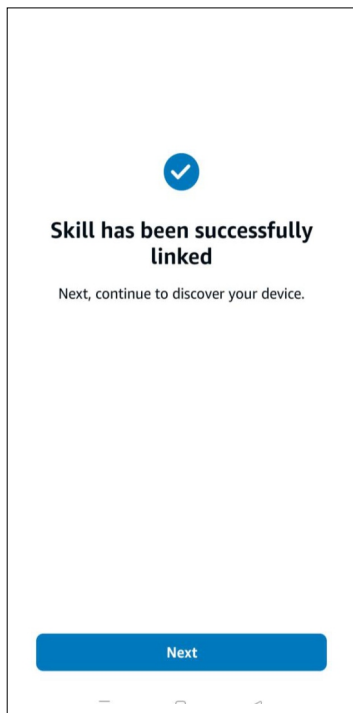 Skill has been successfully
linked
Next, continue to discover your device.
Next